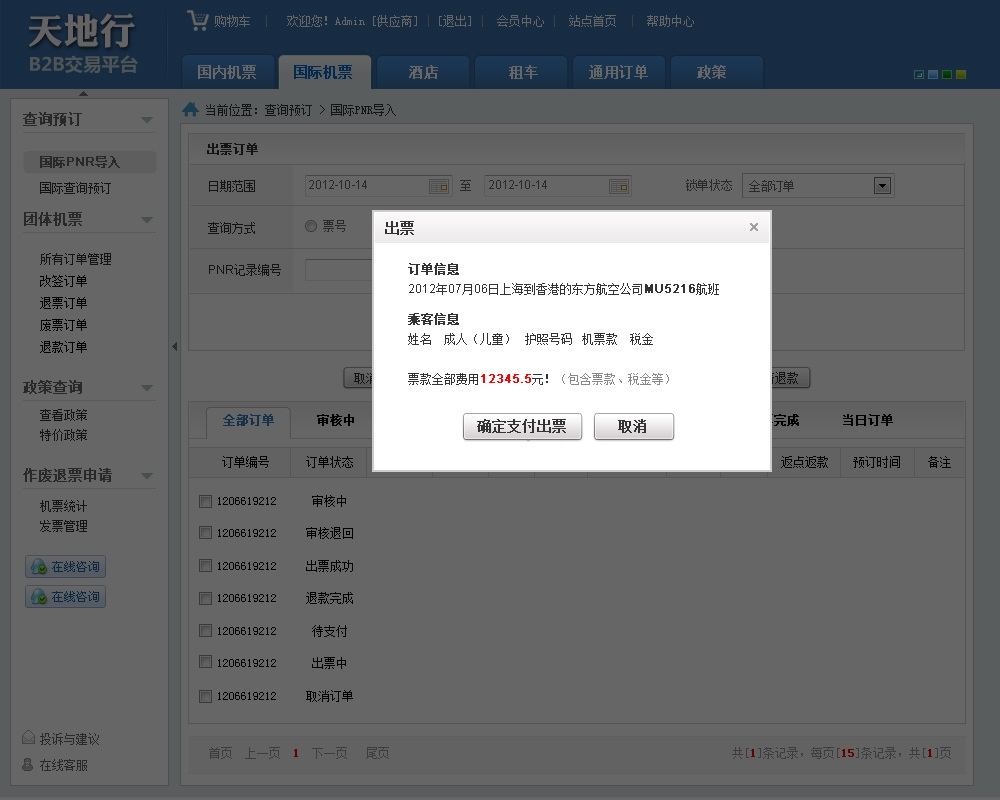 天地行
B2B交易平台
购物车 欢迎您! Admin [供应商] [退出] 会员中心 站点首页 帮助中心
国内机票 国际机票 酒店 租车 通用订单 政策
当前位置: 查询预订 > 国际PNR导入
查询预订
国际PNR导入
国际查询预订
团体机票
所有订单管理
改签订单
退票订单
废票订单
退款订单
政策查询
查看政策
特价政策
作废退票申请
机票统计
发票管理
在线咨询
在线咨询
投诉与建议
在线客服
出票订单
日期范围 2012-10-14 至 2012-10-14 锁单状态 全部订单
查询方式 票号
PNR记录编号
出票
×
订单信息
2012年07月06日上海到香港的东方航空公司MU5216航班
乘客信息
姓名 成人（儿童） 护照号码 机票款 税金
票款全部费用12345.5元! （包含票款、税金等）
确定支付出票 取消
取消 退款
全部订单 审核中 完成 当日订单
订单编号 订单状态 返点返款 预订时间 备注
1206619212 审核中
1206619212 审核退回
1206619212 出票成功
1206619212 退款完成
1206619212 待支付
1206619212 出票中
1206619212 取消订单
首页 上一页 1 下一页 尾页
共[1]条记录, 每页[15]条记录, 共[1]页